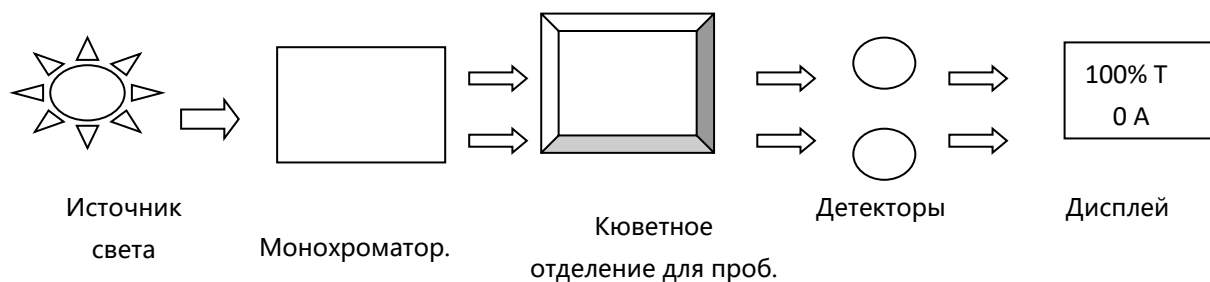 100% T
0 A
Источник
света
Монохроматор.
Кюветное
отделение для проб.
Детекторы
Дисплей